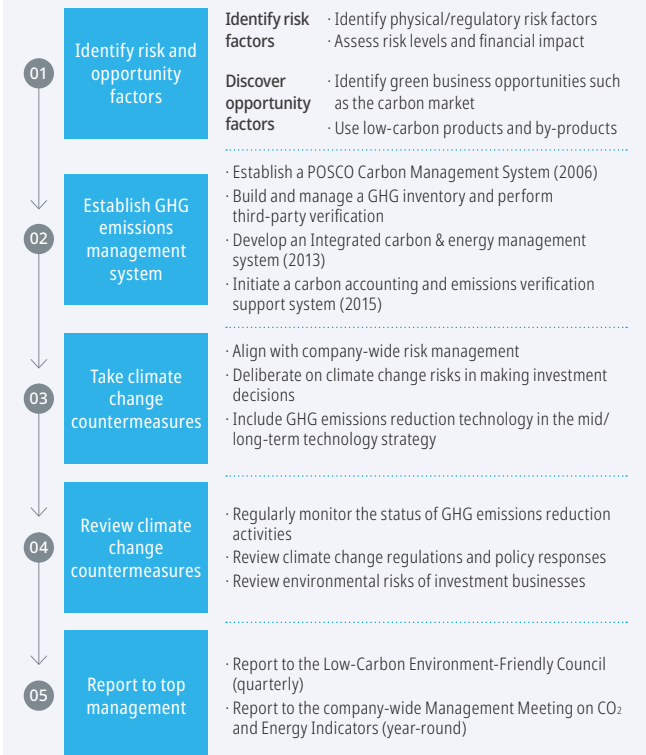 01
Identify risk and
opportunity
factors
Identify risk
factors
· Identify physical/regulatory risk factors
· Assess risk levels and financial impact
Discover
opportunity
factors
· Identify green business opportunities such
as the carbon market
· Use low-carbon products and by-products
02
Establish GHG
emissions
management
system
· Establish a POSCO Carbon Management System (2006)
· Build and manage a GHG inventory and perform
third-party verification
· Develop an Integrated carbon & energy management
system (2013)
· Initiate a carbon accounting and emissions verification
support system (2015)
03
Take climate
change
countermeasures
· Align with company-wide risk management
· Deliberate on climate change risks in making investment
decisions
· Include GHG emissions reduction technology in the mid/
long-term technology strategy
04
Review climate
change
countermeasures
· Regularly monitor the status of GHG emissions reduction
activities
· Review climate change regulations and policy responses
· Review environmental risks of investment businesses
05
Report to top
management
· Report to the Low-Carbon Environment-Friendly Council
(quarterly)
· Report to the company-wide Management Meeting on CO₂
and Energy Indicators (year-round)